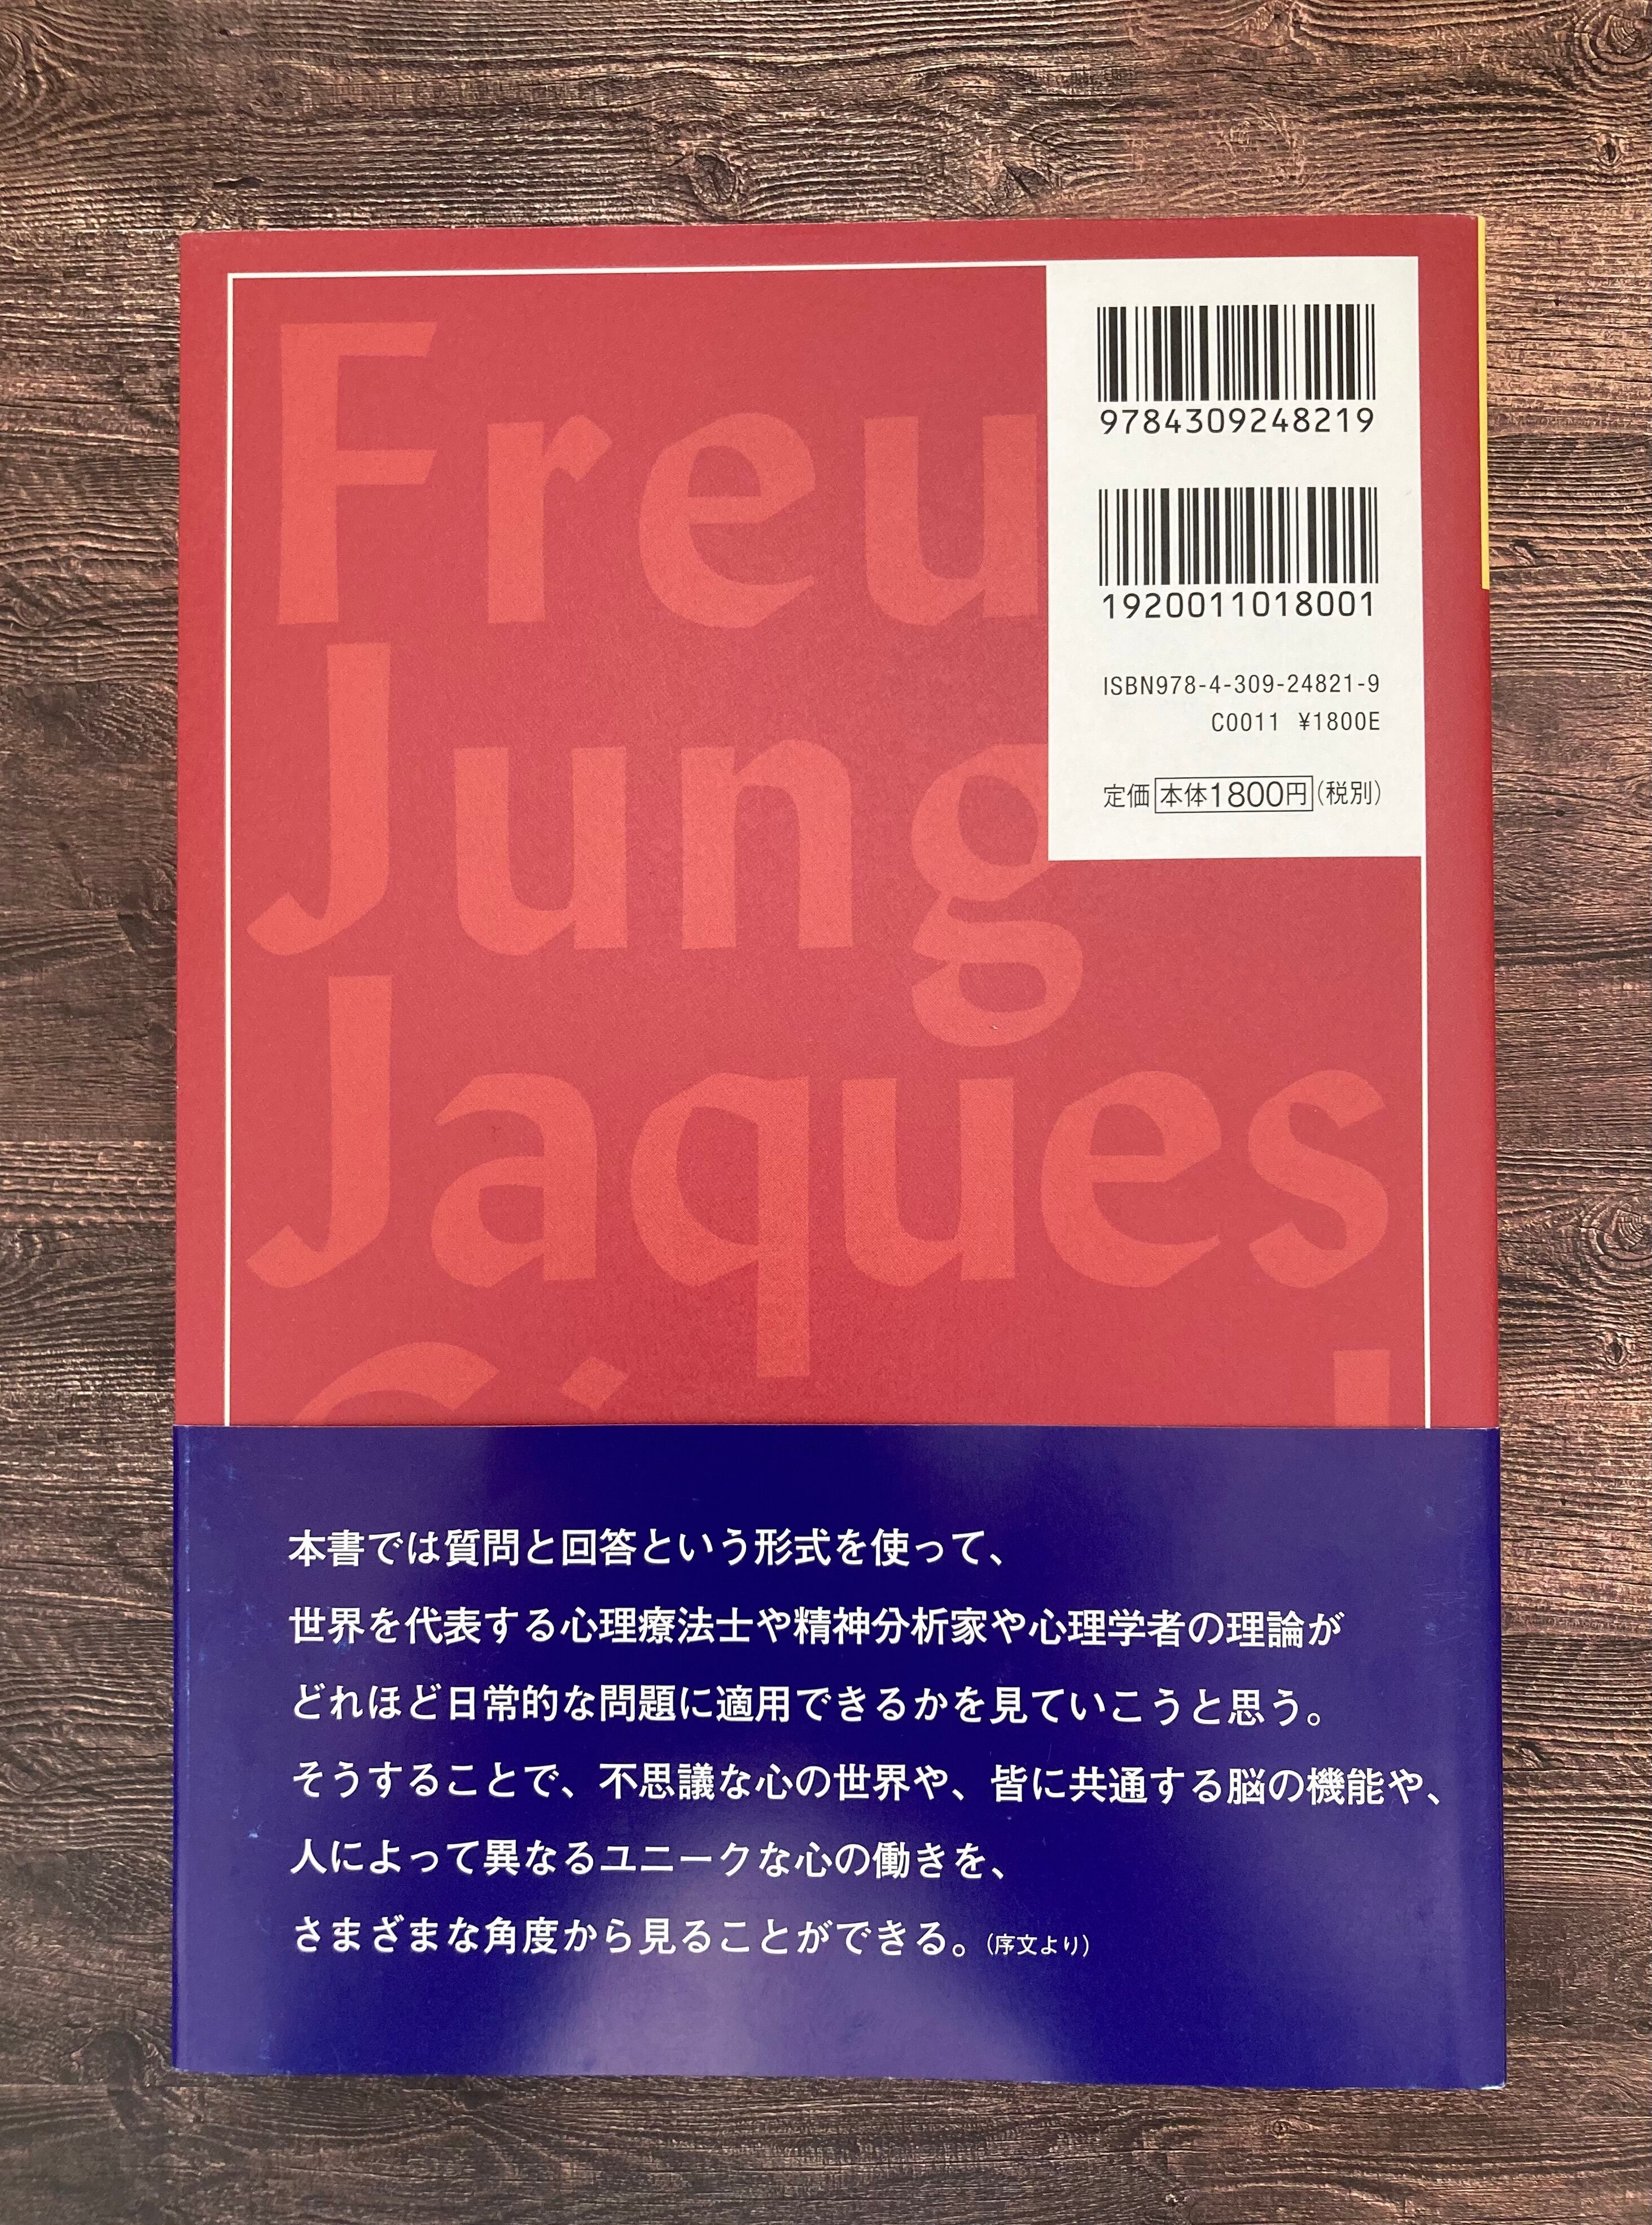 Freu
Jung
Jaques
9784309248219
1920011018001
ISBN978-4-309-24821-9
C0011 ¥1800E
定価 本体1800円 (税別)
本書では質問と回答という形式を使って、
世界を代表する心理療法士や精神分析家や心理学者の理論が
どれほど日常的な問題に適用できるかを見ていこうと思う。
そうすることで、不思議な心の世界や、皆に共通する脳の機能や、
人によって異なるユニークな心の働きを、
さまざまな角度から見ることができる。(序文より)